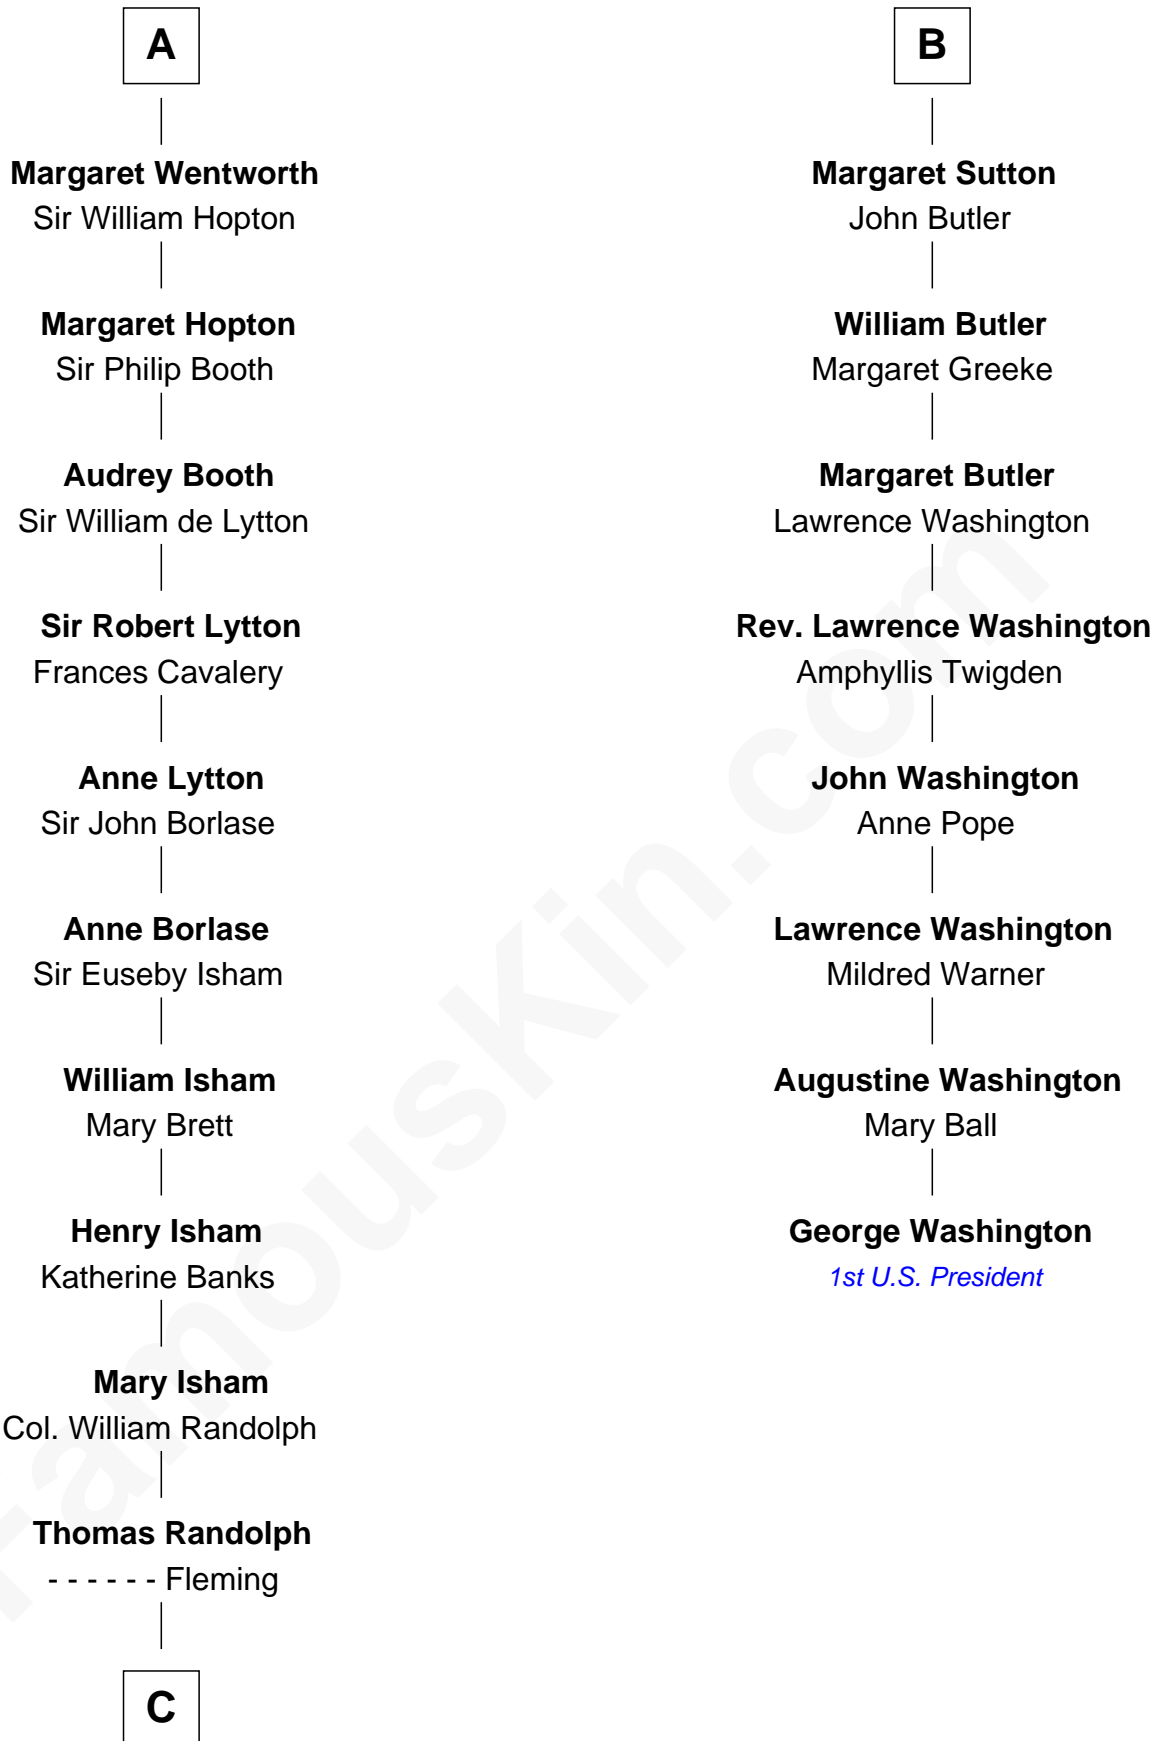 A
Margaret Wentworth
Sir William Hopton
Margaret Hopton
Sir Philip Booth
Audrey Booth
Sir William de Lytton
Sir Robert Lytton
Frances Cavalery
Anne Lytton
Sir John Borlase
Anne Borlase
Sir Euseby Isham
William Isham
Mary Brett
Henry Isham
Katherine Banks
Mary Isham
Col. William Randolph
Thomas Randolph
- - - - - - Fleming
C
B
Margaret Sutton
John Butler
William Butler
Margaret Greeke
Margaret Butler
Lawrence Washington
Rev. Lawrence Washington
Amphyllis Twigden
John Washington
Anne Pope
Lawrence Washington
Mildred Warner
Augustine Washington
Mary Ball
George Washington
1st U.S. President
FamousKin.com